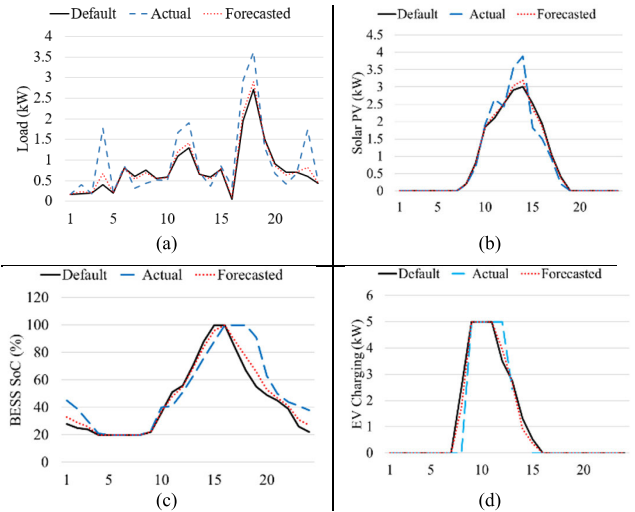 Default Actual Forecasted
4
3.5
3
2.5
2
1.5
1
0.5
0
Load (kW)
1 5 10 15 20
(a)
Default Actual Forecasted
4.5
4
3.5
3
2.5
2
1.5
1
0.5
0
Solar PV (kW)
1 5 10 15 20
(b)
Default Actual Forecasted
120
100
80
60
40
20
0
BESS SoC (%)
1 5 10 15 20
(c)
Default Actual Forecasted
6
5
4
3
2
1
0
EV Charging (kW)
1 5 10 15 20
(d)